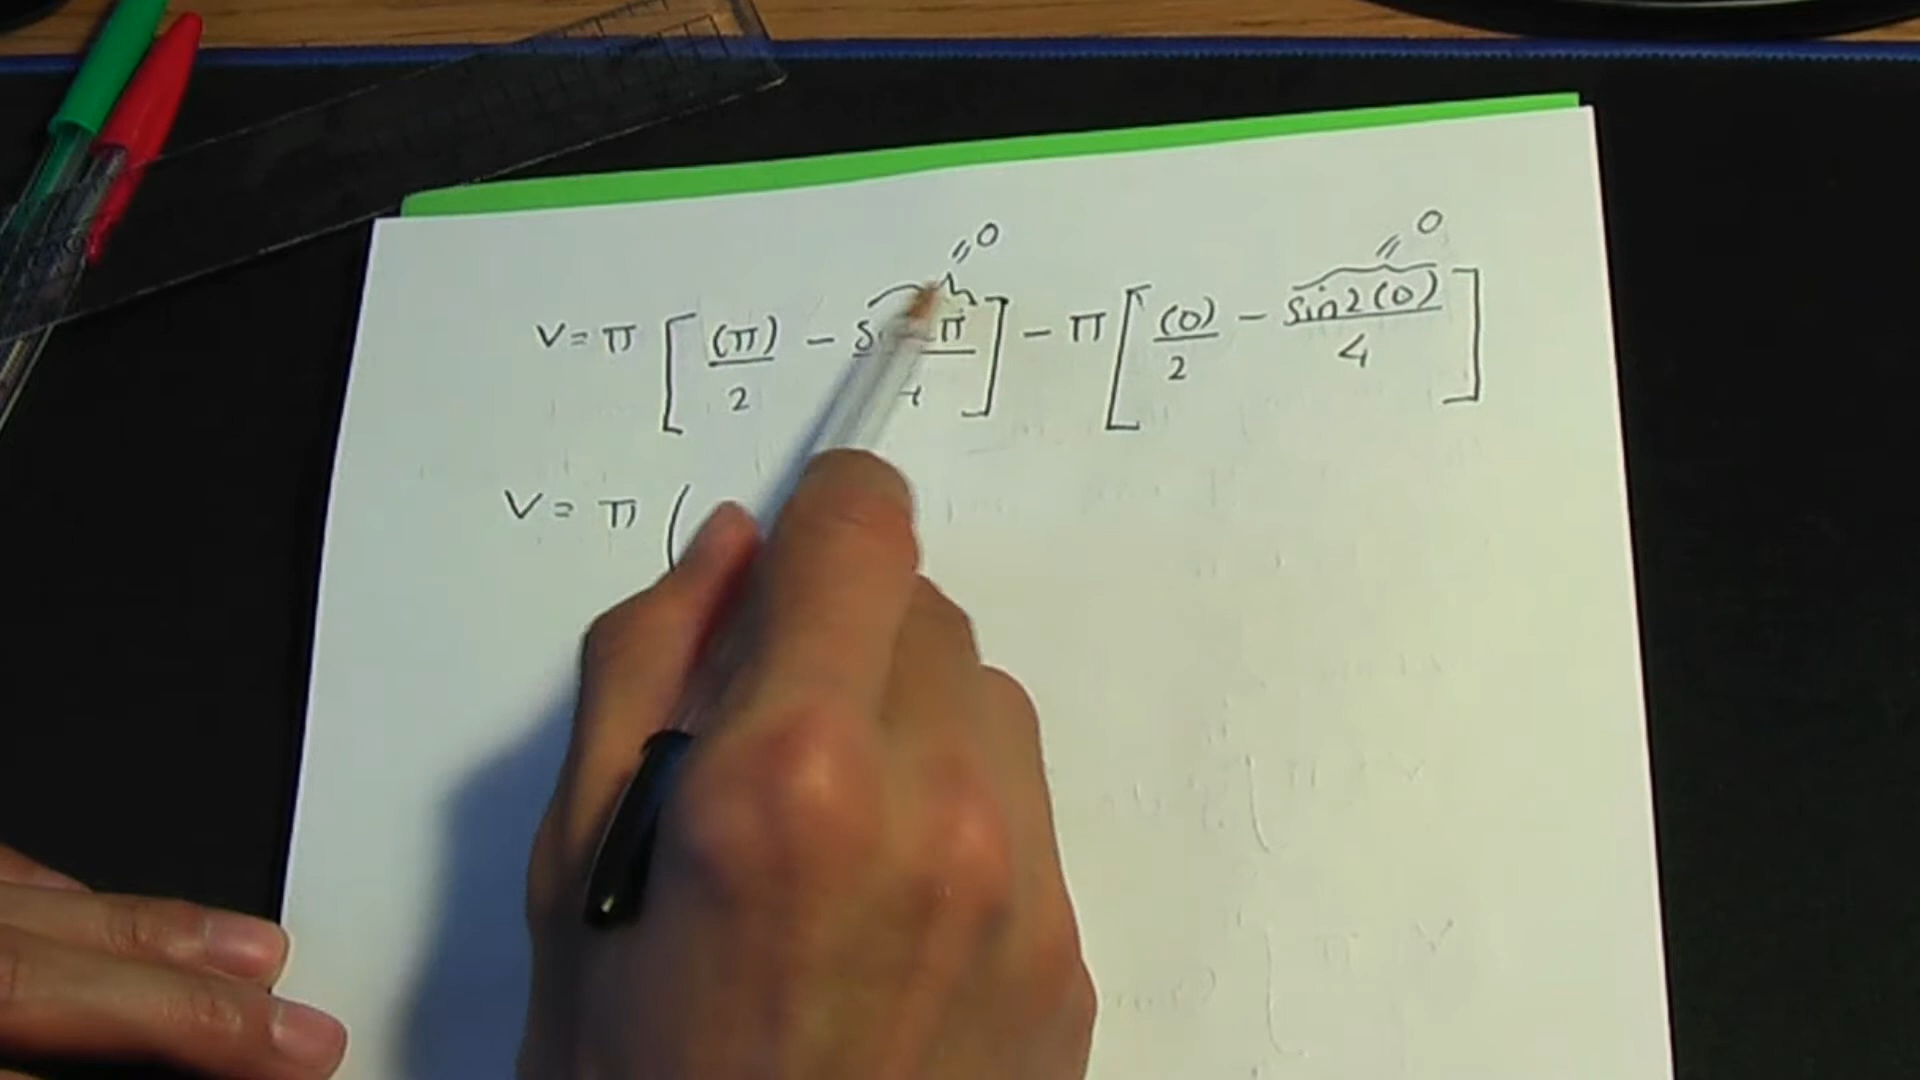 V = π [ (π)/2 - π ] - π [ (0)/2 - sin2(0)/4 ]
= 0
= 0
V = π (